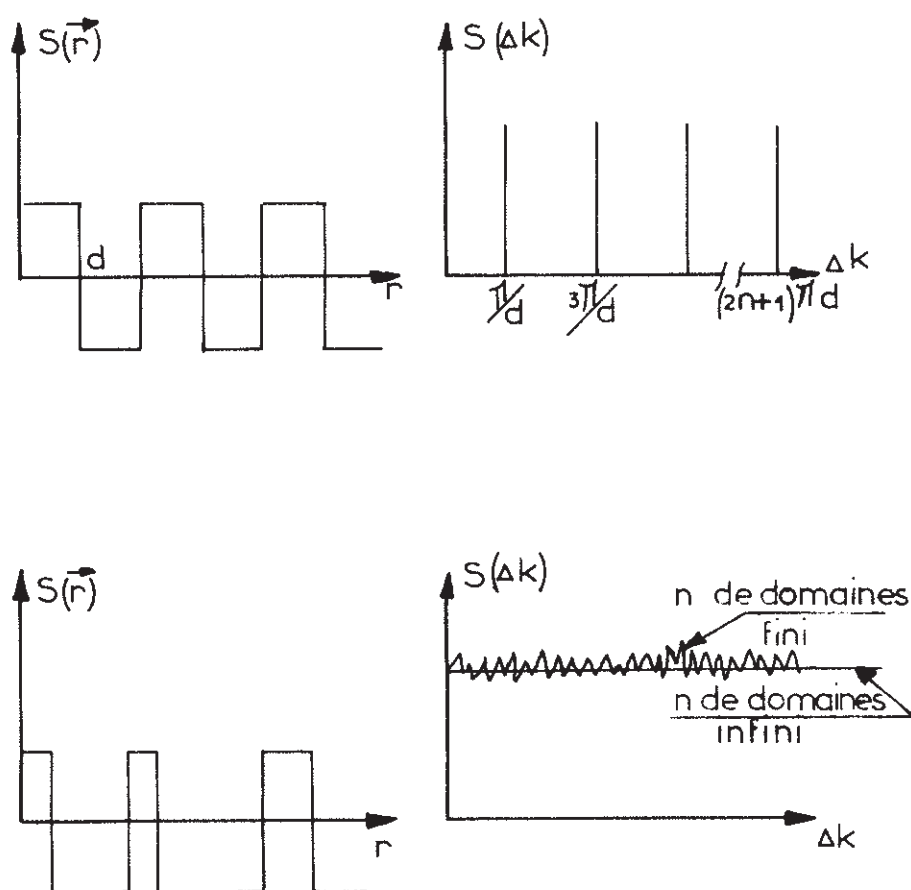 S(r)
d
r
S(Δk)
π/d
3π/d
(2n+1)π d
Δk
S(r)
r
S(Δk)
n de domaines
fini
n de domaines
infini
Δk